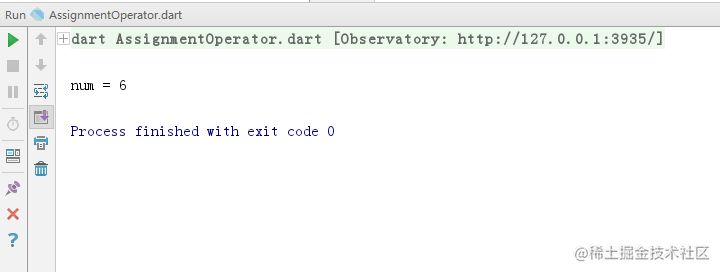 Run AssignmentOperator.dart
dart AssignmentOperator.dart [Observatory: http://127.0.0.1:3935/]
num = 6
Process finished with exit code 0
@稀土掘金技术社区